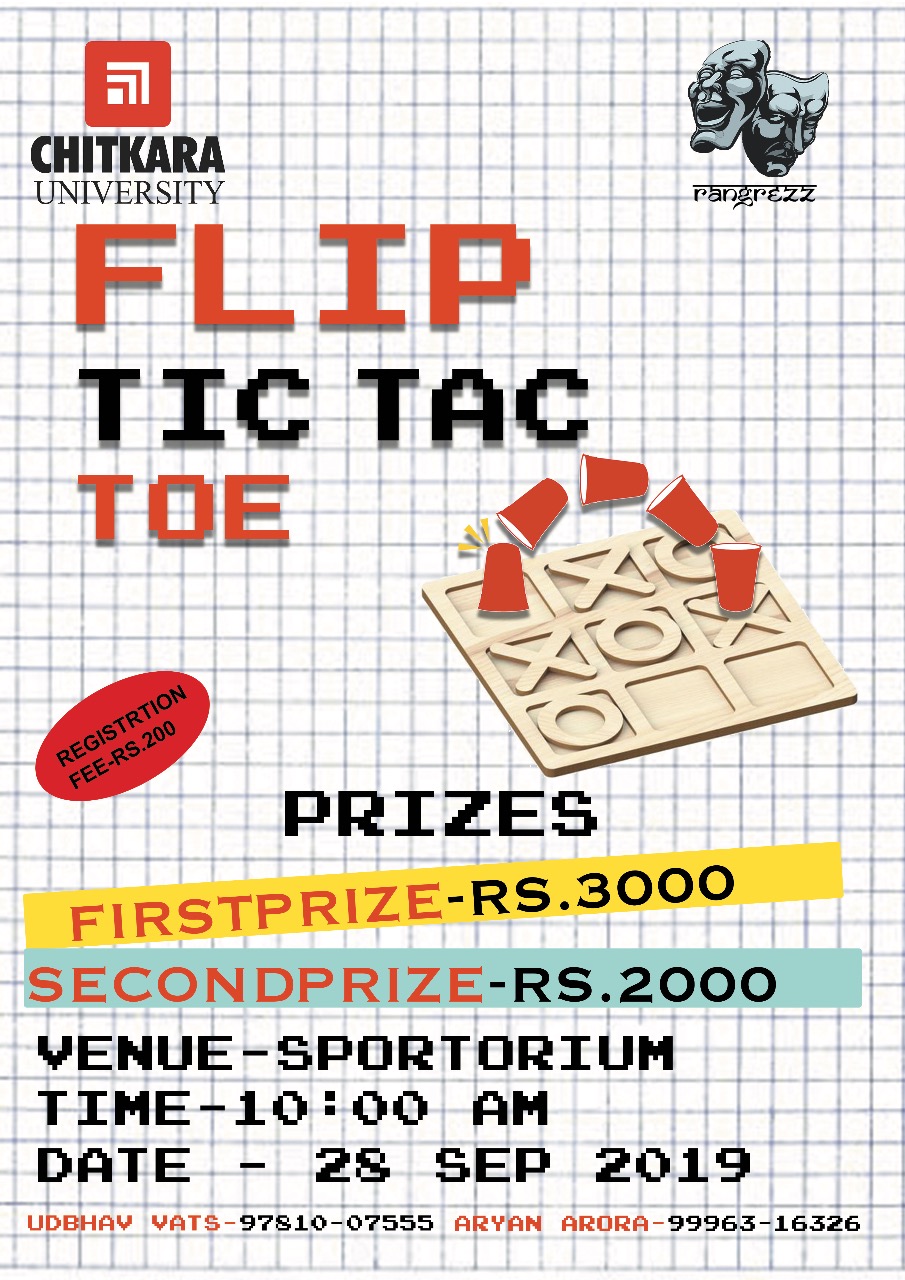 CHITKARA
UNIVERSITY
rangrezz
FLIP
TIC TAC
TOE
REGISTRTION
FEE-RS.200
PRIZES
FIRSTPRIZE-RS.3000
SECONDPRIZE-RS.2000
VENUE-SPORTORIUM
TIME-10:00 AM
DATE - 28 SEP 2019
UDBHAV VATS-97810-07555 ARYAN ARORA-99963-16326